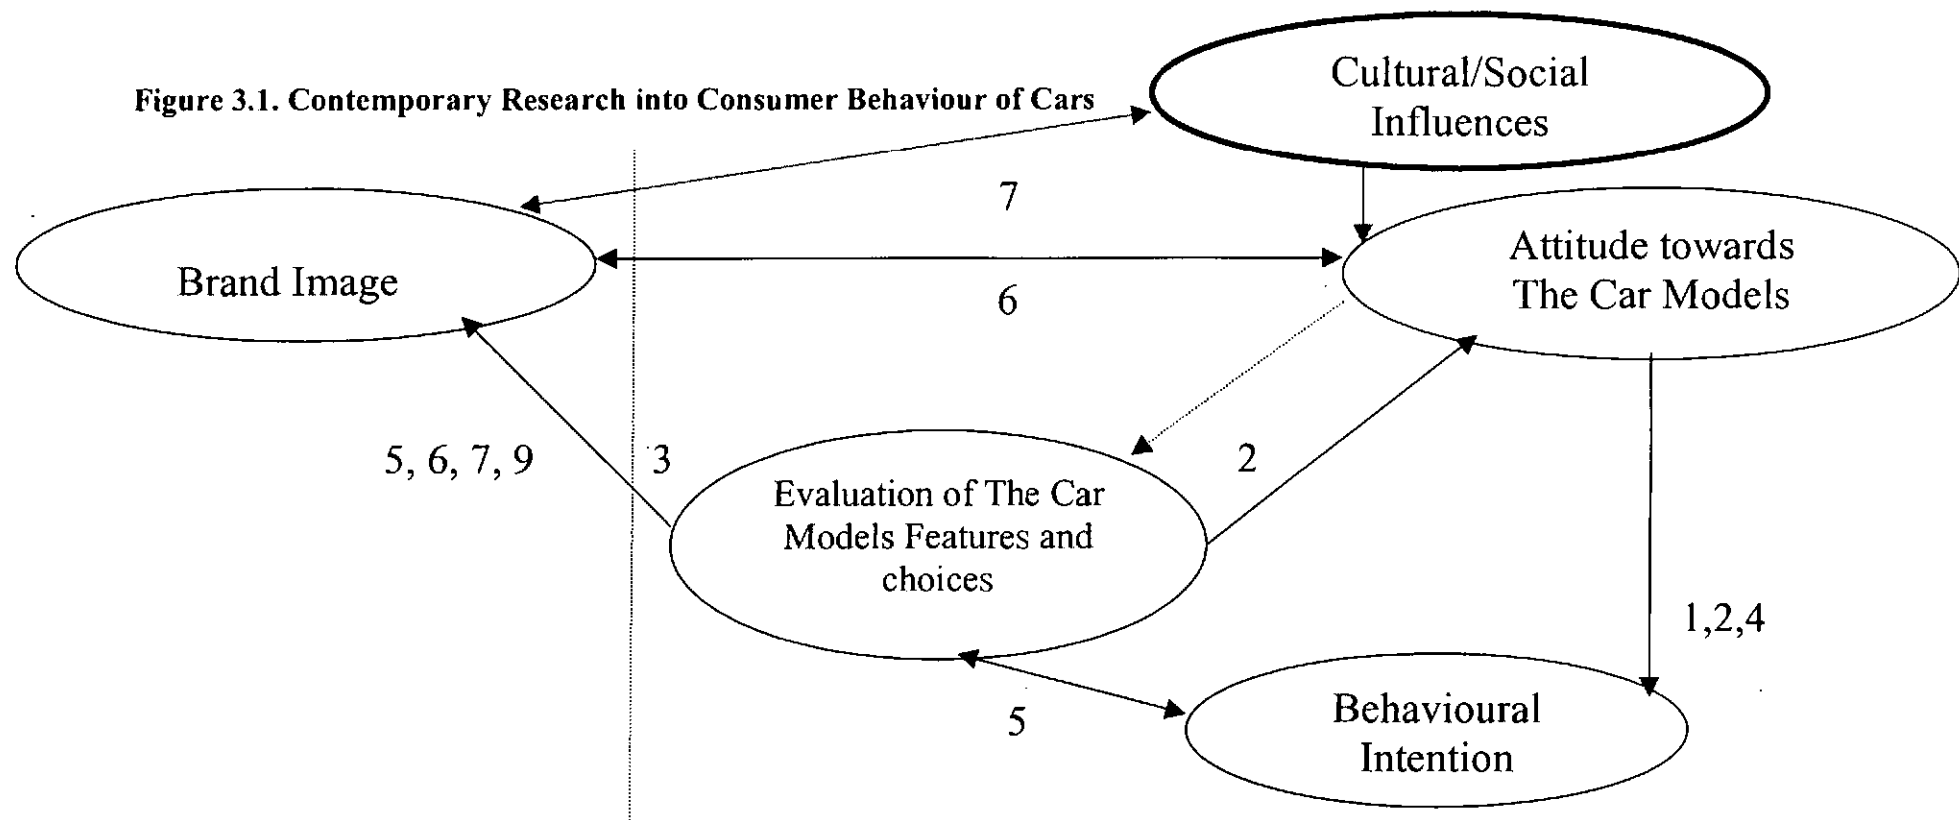 Figure 3.1. Contemporary Research into Consumer Behaviour of Cars
Cultural/Social
Influences
7
Brand Image
Attitude towards
The Car Models
6
5, 6, 7, 9
3
2
Evaluation of The Car
Models Features and
choices
1,2,4
5
Behavioural
Intention